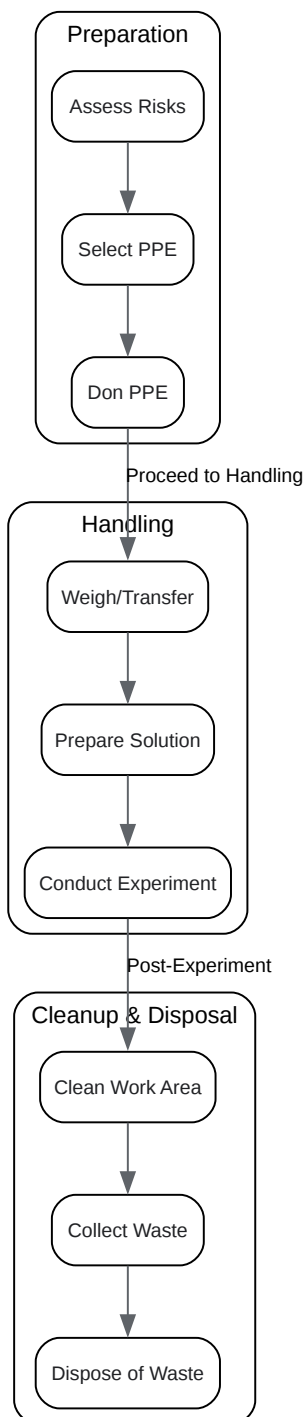 Preparation
Assess Risks
Select PPE
Don PPE
Proceed to Handling
Handling
Weigh/Transfer
Prepare Solution
Conduct Experiment
Post-Experiment
Cleanup & Disposal
Clean Work Area
Collect Waste
Dispose of Waste